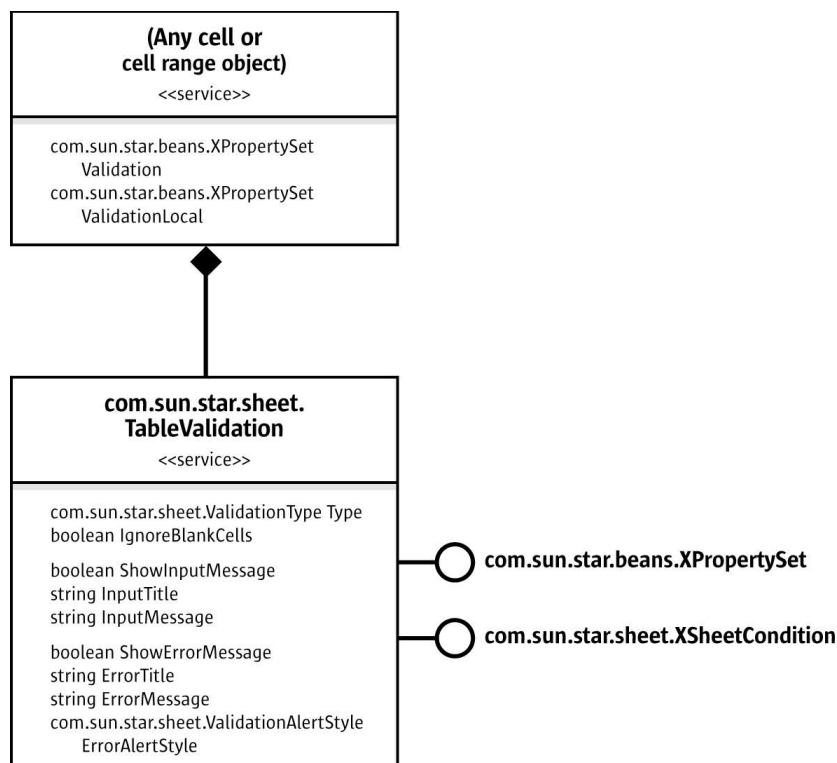 (Any cell or
cell range object)
<<service>>
com.sun.star.beans.XPropertySet
Validation
com.sun.star.beans.XPropertySet
ValidationLocal
com.sun.star.sheet.
TableValidation
<<service>>
com.sun.star.sheet.ValidationType Type
boolean IgnoreBlankCells
boolean ShowInputMessage
string InputTitle
string InputMessage
boolean ShowErrorMessage
string ErrorTitle
string ErrorMessage
com.sun.star.sheet.ValidationAlertStyle
ErrorAlertStyle
com.sun.star.beans.XPropertySet
com.sun.star.sheet.XSheetCondition